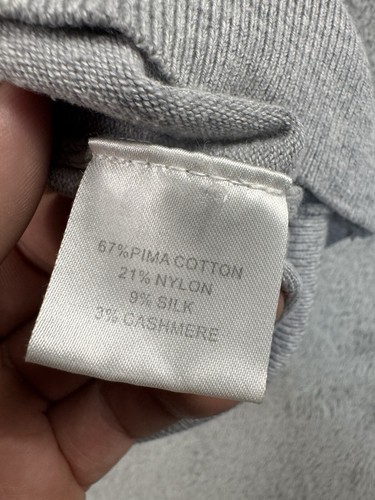 67%PIMA COTTON
21% NYLON
9% SILK
3% CASHMERE